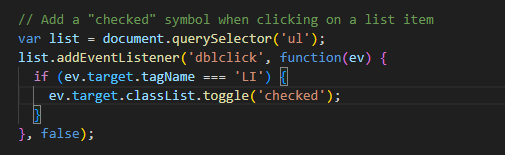 // Add a "checked" symbol when clicking on a list item
var list = document.querySelector('ul');
list.addEventListener('dblclick', function(ev) {
  if (ev.target.tagName === 'LI') {
    ev.target.classList.toggle('checked');
  }
}, false);